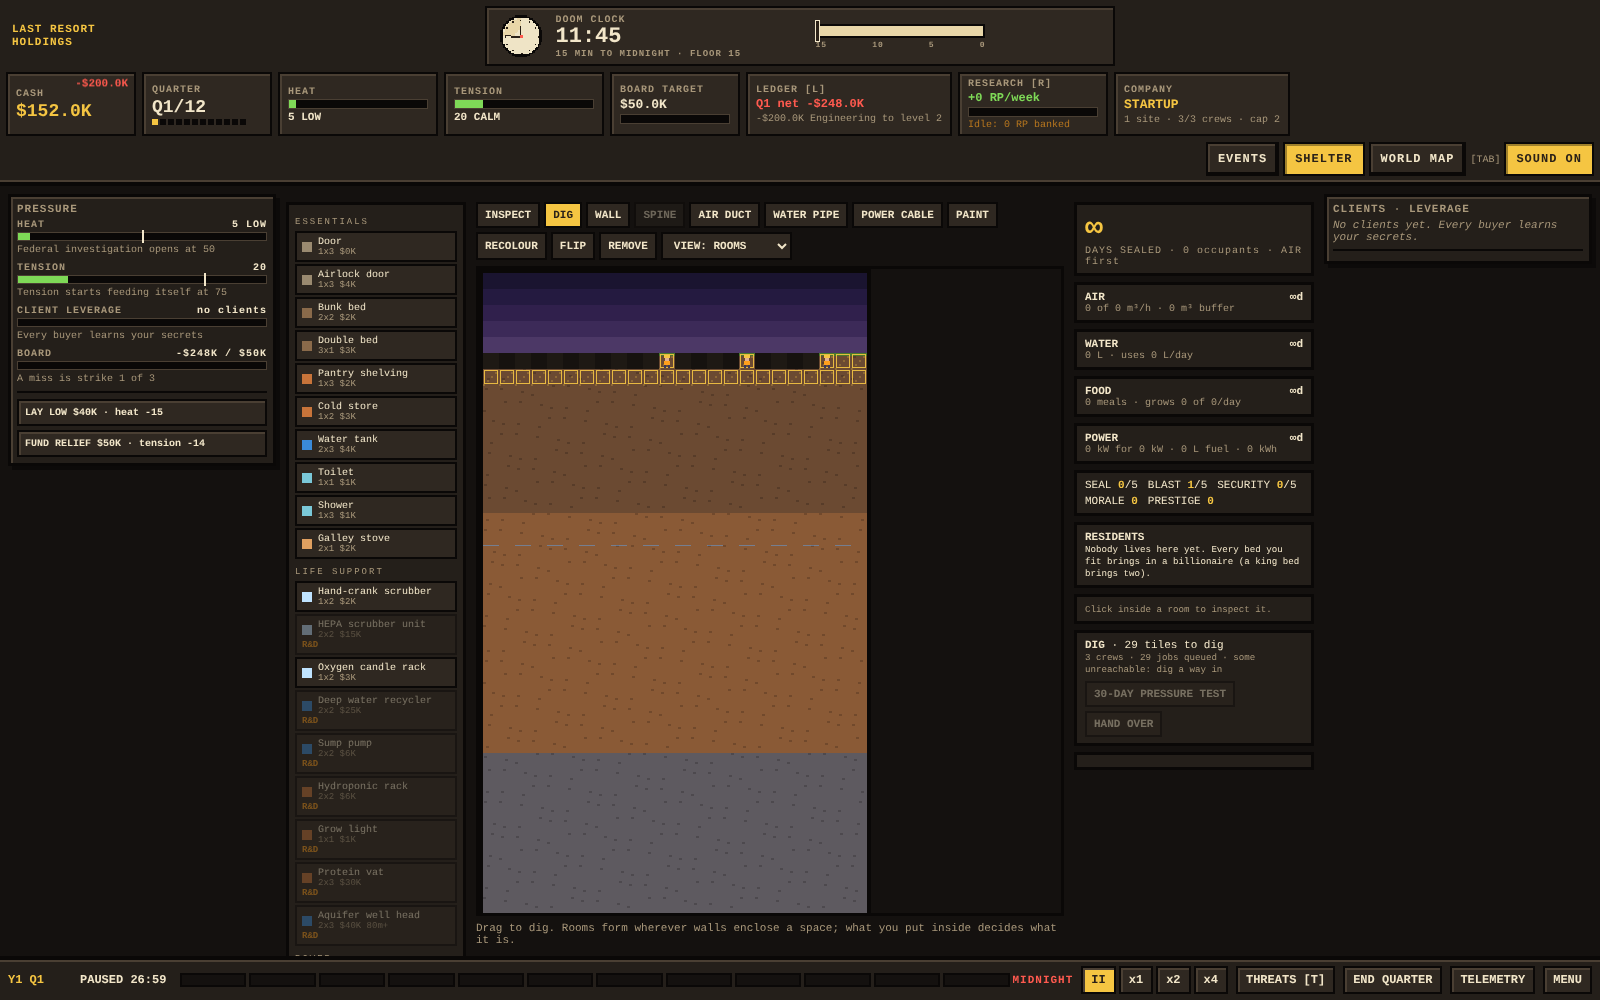 LAST RESORT
HOLDINGS
DOOM CLOCK
11:45
15 MIN TO MIDNIGHT · FLOOR 15
15 10 5 0
-$200.0K
CASH
$152.0K
QUARTER
Q1/12
HEAT
5 LOW
TENSION
20 CALM
BOARD TARGET
$50.0K
LEDGER [L]
Q1 net -$248.0K
-$200.0K Engineering to level 2
RESEARCH [R]
+0 RP/week
Idle: 0 RP banked
COMPANY
STARTUP
1 site · 3/3 crews · cap 2
EVENTS
SHELTER
WORLD MAP
[TAB]
SOUND ON
PRESSURE
HEAT 5 LOW
Federal investigation opens at 50
TENSION 20
Tension starts feeding itself at 75
CLIENT LEVERAGE no clients
Every buyer learns your secrets
BOARD -$248K / $50K
A miss is strike 1 of 3
LAY LOW $40K · heat -15
FUND RELIEF $50K · tension -14
ESSENTIALS
Door
1x3 $0K
Airlock door
1x3 $4K
Bunk bed
2x2 $2K
Double bed
3x1 $3K
Pantry shelving
1x3 $2K
Cold store
1x2 $3K
Water tank
2x3 $4K
Toilet
1x1 $1K
Shower
1x3 $1K
Galley stove
2x1 $2K
LIFE SUPPORT
Hand-crank scrubber
1x2 $2K
HEPA scrubber unit
2x2 $15K
R&D
Oxygen candle rack
1x2 $3K
Deep water recycler
2x2 $25K
R&D
Sump pump
2x2 $6K
R&D
Hydroponic rack
2x2 $6K
R&D
Grow light
1x1 $1K
R&D
Protein vat
2x3 $30K
R&D
Aquifer well head
2x3 $40K 80m+
R&D
INSPECT
DIG
WALL
SPINE
AIR DUCT
WATER PIPE
POWER CABLE
PAINT
RECOLOUR
FLIP
REMOVE
VIEW: ROOMS
Drag to dig. Rooms form wherever walls enclose a space; what you put inside decides what
it is.
∞
DAYS SEALED · 0 occupants · AIR
first
AIR ∞d
0 of 0 m³/h · 0 m³ buffer
WATER ∞d
0 L · uses 0 L/day
FOOD ∞d
0 meals · grows 0 of 0/day
POWER ∞d
0 kW for 0 kW · 0 L fuel · 0 kWh
SEAL 0/5 BLAST 1/5 SECURITY 0/5
MORALE 0 PRESTIGE 0
RESIDENTS
Nobody lives here yet. Every bed you
fit brings in a billionaire (a king bed
brings two).
Click inside a room to inspect it.
DIG · 29 tiles to dig
3 crews · 29 jobs queued · some
unreachable: dig a way in
30-DAY PRESSURE TEST
HAND OVER
CLIENTS · LEVERAGE
No clients yet. Every buyer learns
your secrets.
Y1 Q1
PAUSED 26:59
MIDNIGHT
II
x1
x2
x4
THREATS [T]
END QUARTER
TELEMETRY
MENU